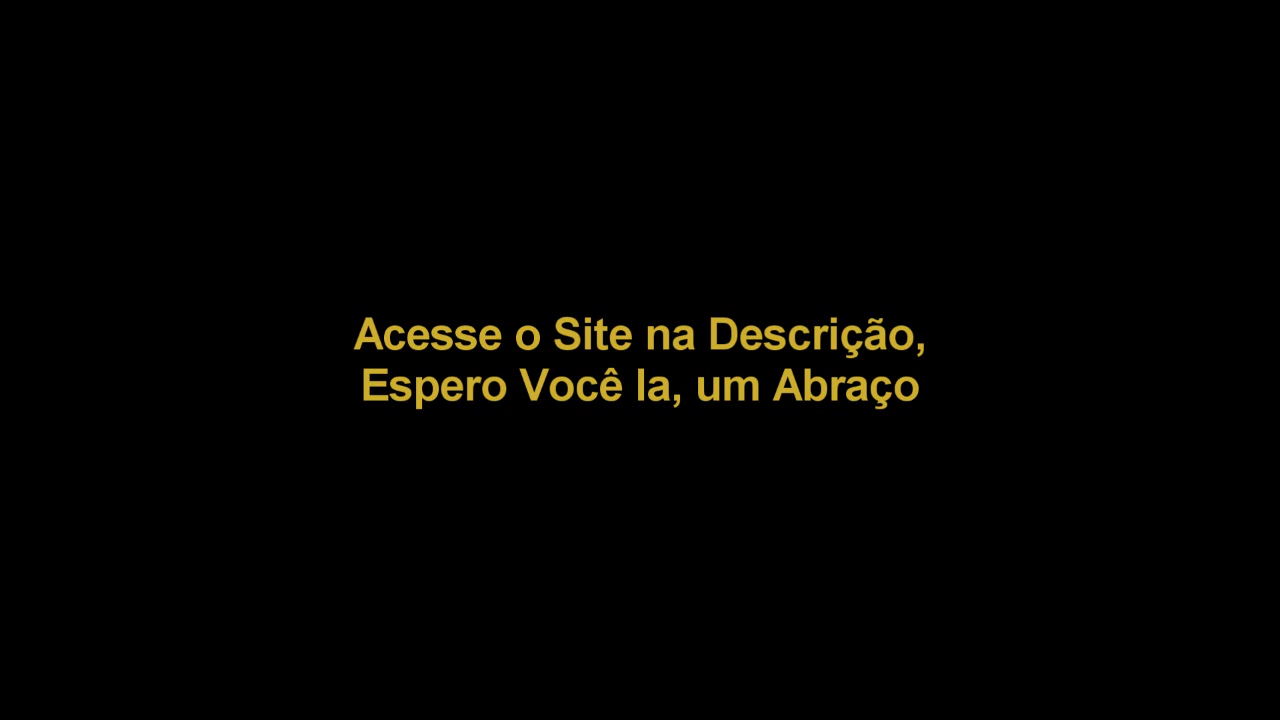 Acesse o Site na Descrição,
Espero Você la, um Abraço